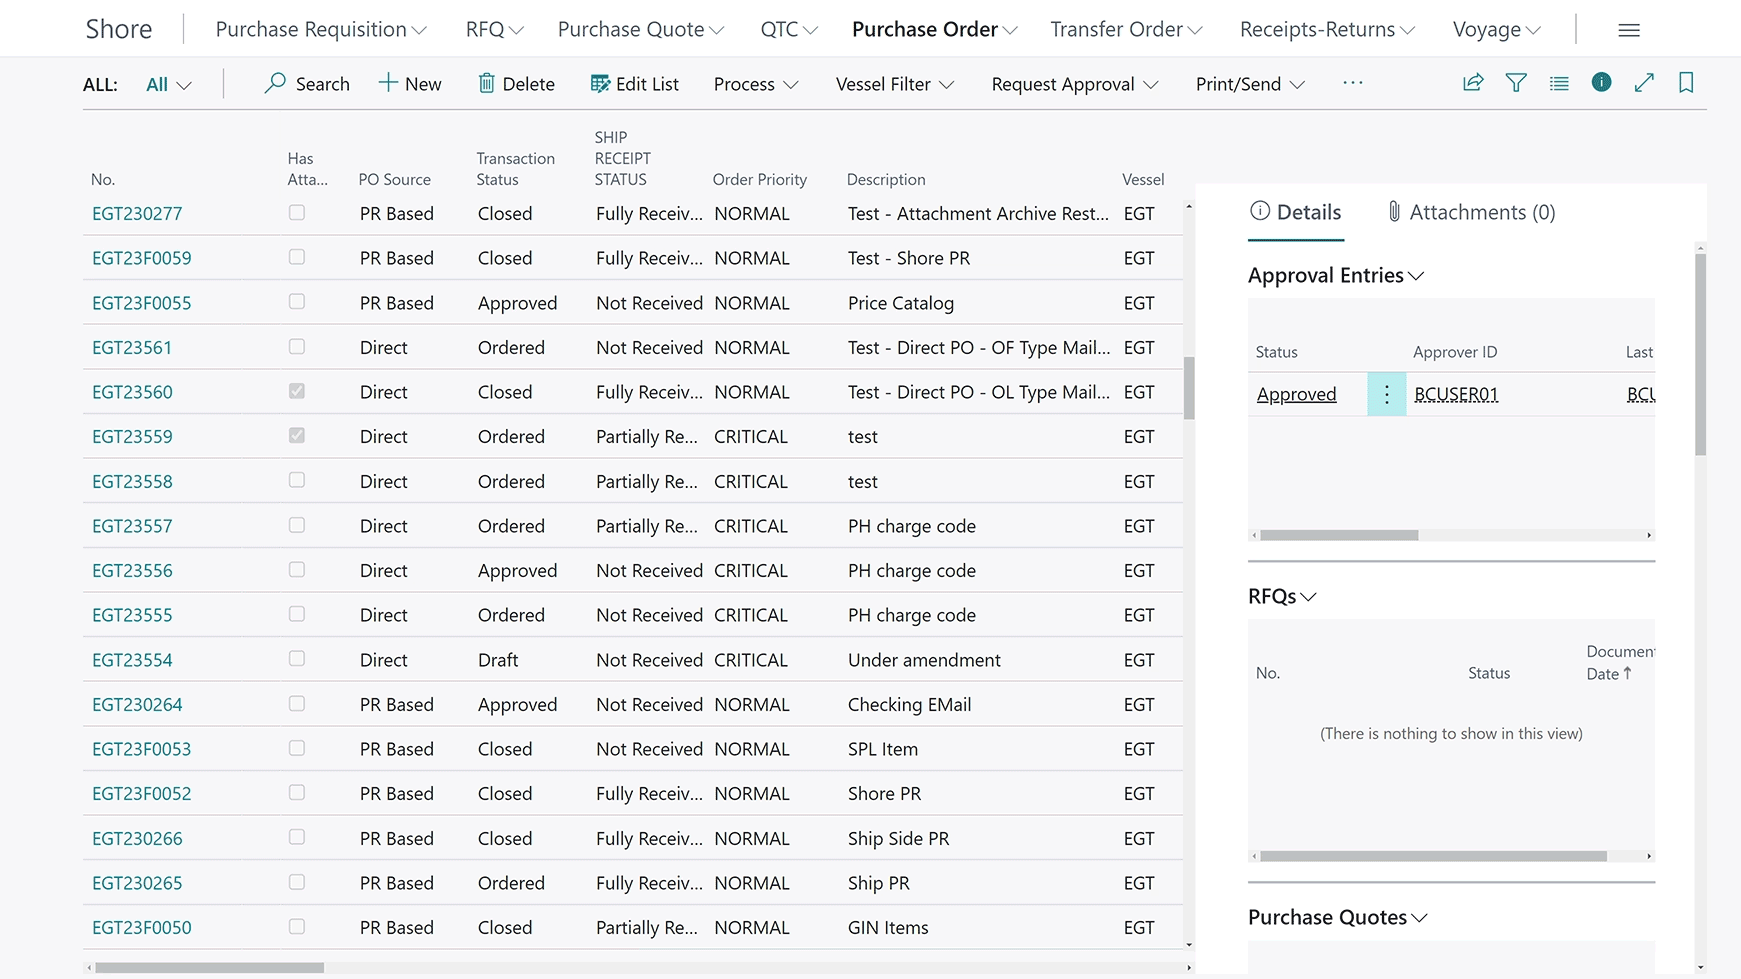 Shore Purchase Requisition RFQ Purchase Quote QTC Purchase Order Transfer Order Receipts-Returns Voyage
ALL: All Search New Delete Edit List Process Vessel Filter Request Approval Print/Send ...
No. Has Atta... PO Source Transaction Status SHIP RECEIPT STATUS Order Priority Description Vessel
EGT230277 PR Based Closed Fully Receiv... NORMAL Test - Attachment Archive Rest... EGT
EGT23F0059 PR Based Closed Fully Receiv... NORMAL Test - Shore PR EGT
EGT23F0055 PR Based Approved Not Received NORMAL Price Catalog EGT
EGT23561 Direct Ordered Not Received NORMAL Test - Direct PO - OF Type Mail... EGT
EGT23560 Direct Closed Fully Receiv... NORMAL Test - Direct PO - OL Type Mail... EGT
EGT23559 Direct Ordered Partially Re... CRITICAL test EGT
EGT23558 Direct Ordered Partially Re... CRITICAL test EGT
EGT23557 Direct Ordered Partially Re... CRITICAL PH charge code EGT
EGT23556 Direct Approved Not Received CRITICAL PH charge code EGT
EGT23555 Direct Ordered Not Received CRITICAL PH charge code EGT
EGT23554 Direct Draft Not Received CRITICAL Under amendment EGT
EGT230264 PR Based Approved Not Received NORMAL Checking EMail EGT
EGT23F0053 PR Based Closed Not Received NORMAL SPL Item EGT
EGT23F0052 PR Based Closed Fully Receiv... NORMAL Shore PR EGT
EGT230266 PR Based Closed Fully Receiv... NORMAL Ship Side PR EGT
EGT230265 PR Based Ordered Fully Receiv... NORMAL Ship PR EGT
EGT23F0050 PR Based Closed Partially Re... NORMAL GIN Items EGT
Details Attachments (0)
Approval Entries
Status Approver ID Last
Approved BCUSER01 BCU
RFQs
No. Status Document Date ↑
(There is nothing to show in this view)
Purchase Quotes